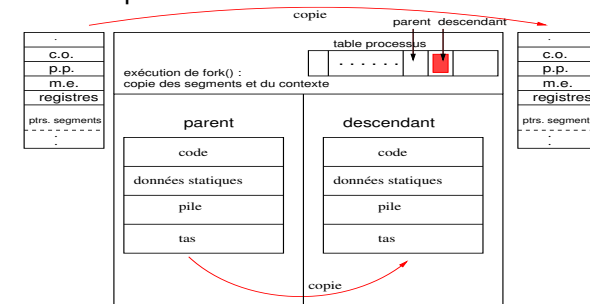 copie
parent descendant
table processus
exécution de fork() :
copie des segments et du contexte
c.o.
p.p.
m.e.
registres
ptrs. segments
parent
code
données statiques
pile
tas
descendant
code
données statiques
pile
tas
copie
c.o.
p.p.
m.e.
registres
ptrs. segment